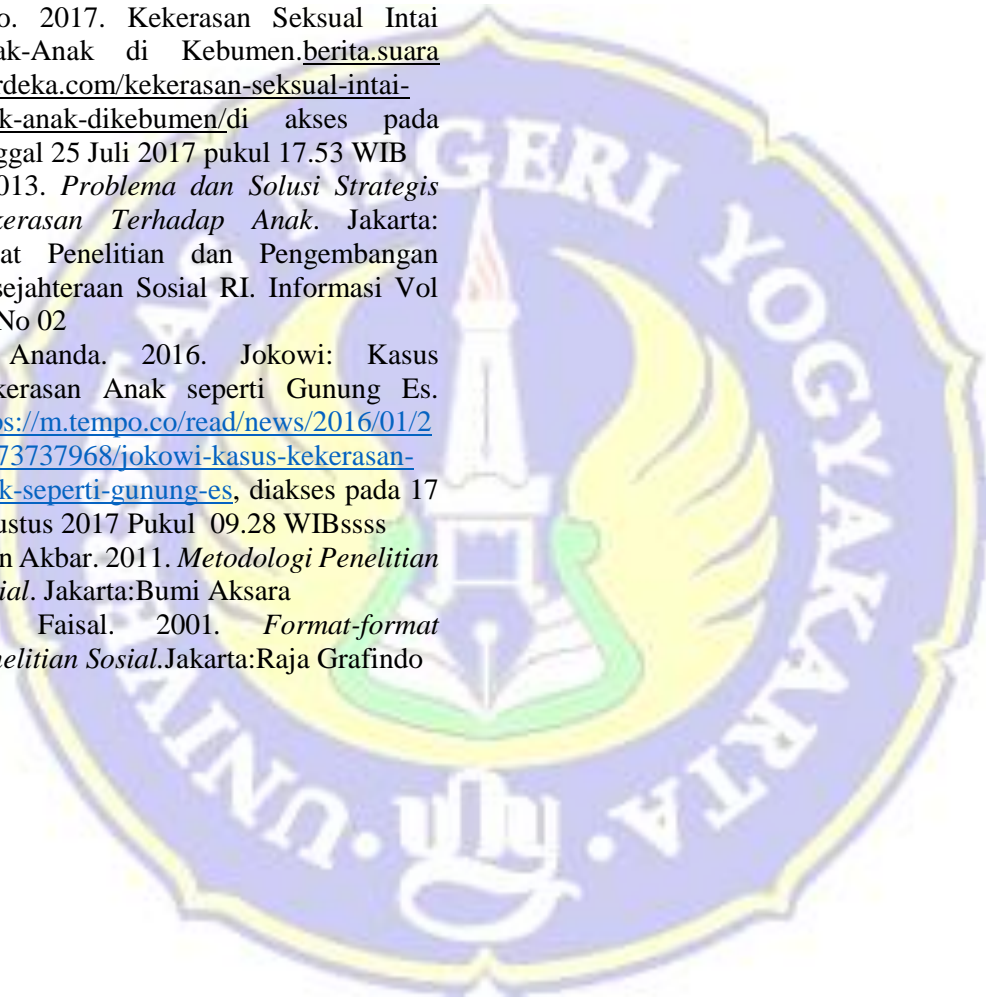 o. 2017. Kekerasan Seksual Intai
ak-Anak di Kebumen.berita.suara
rdeka.com/kekerasan-seksual-intai-
k-anak-dikebumen/di akses pada
ggal 25 Juli 2017 pukul 17.53 WIB
013. Problema dan Solusi Strategis
kerasan Terhadap Anak. Jakarta:
at Penelitian dan Pengembangan
sejahteraan Sosial RI. Informasi Vol
No 02
Ananda. 2016. Jokowi: Kasus
kerasan Anak seperti Gunung Es.
ps://m.tempo.co/read/news/2016/01/2
73737968/jokowi-kasus-kekerasan-
k-seperti-gunung-es, diakses pada 17
ustus 2017 Pukul 09.28 WIBssss
n Akbar. 2011. Metodologi Penelitian
ial. Jakarta:Bumi Aksara
Faisal. 2001. Format-format
nelitian Sosial.Jakarta:Raja Grafindo
UNIVERSITAS NEGERI YOGYAKARTA
uny